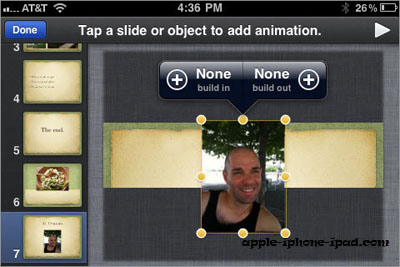 AT&T 4:36 PM 26%
Done Tap a slide or object to add animation.
3
4
5
The end.
6
7
None None
build in build out
apple-iphone-ipad.com